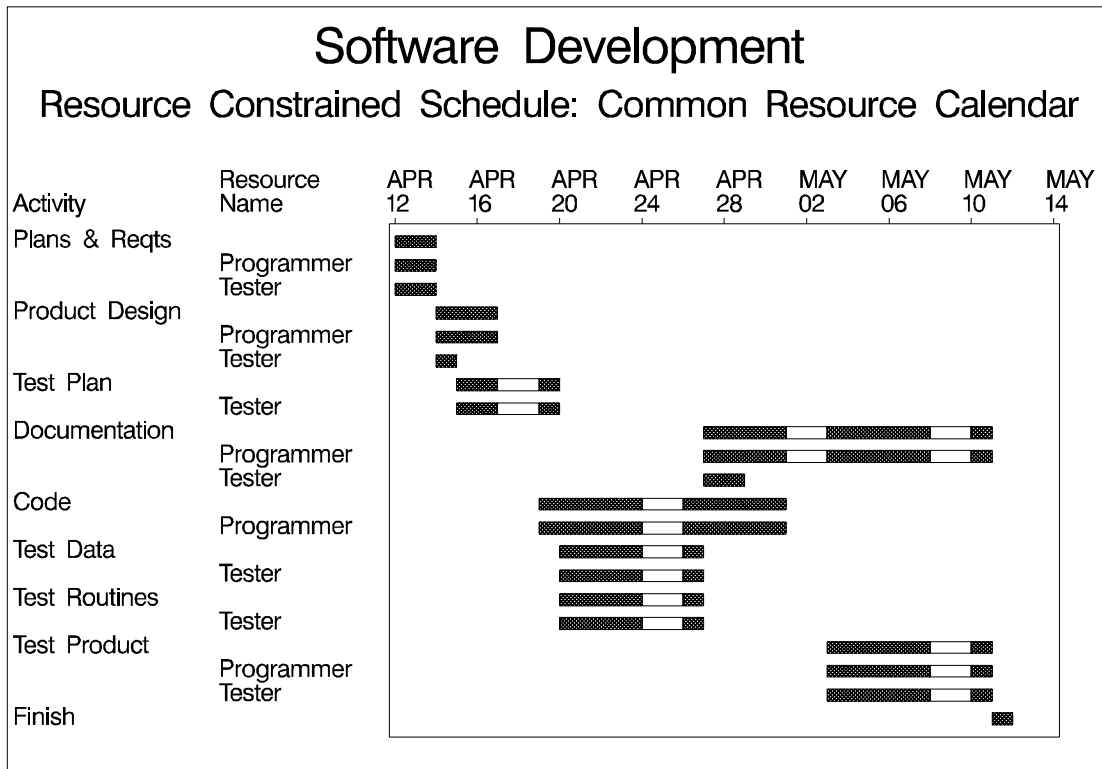 Software Development
Resource Constrained Schedule: Common Resource Calendar
Resource APR APR APR APR APR MAY MAY MAY MAY
Activity Name 12 16 20 24 28 02 06 10 14
Plans & Reqts
Programmer
Tester
Product Design
Programmer
Tester
Test Plan
Tester
Documentation
Programmer
Tester
Code
Programmer
Test Data
Tester
Test Routines
Tester
Test Product
Programmer
Tester
Finish